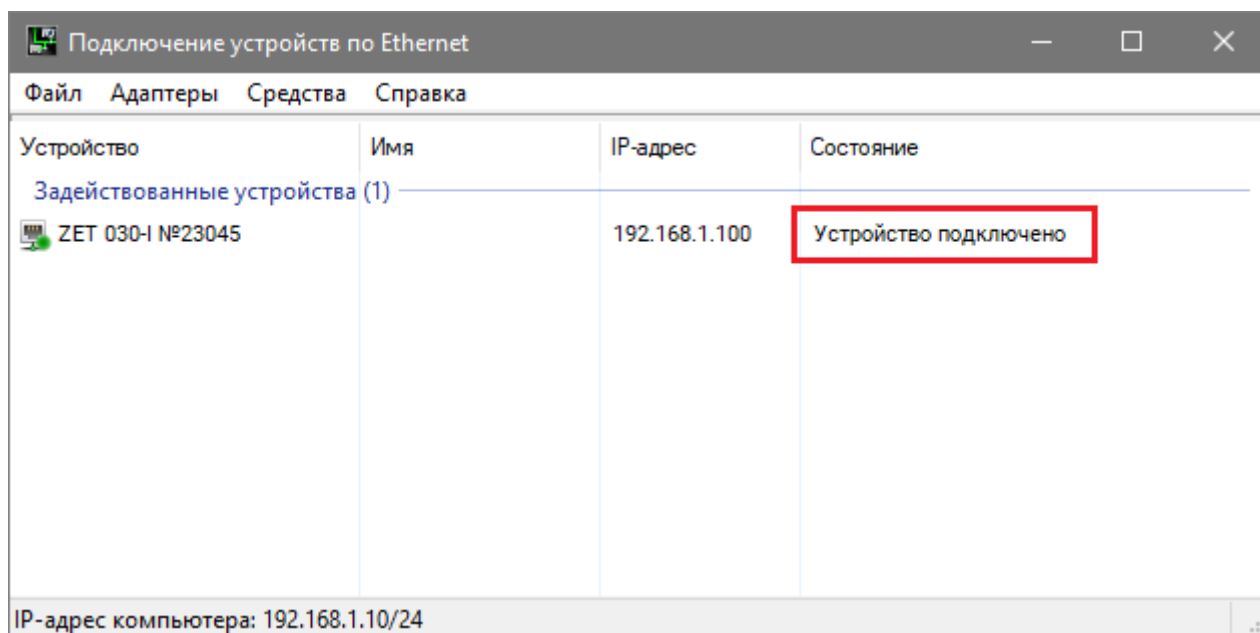 Подключение устройств по Ethernet
Файл Адаптеры Средства Справка
Устройство Имя IP-адрес Состояние
Задействованные устройства (1)
ZET 030-I №23045 192.168.1.100 Устройство подключено
IP-адрес компьютера: 192.168.1.10/24